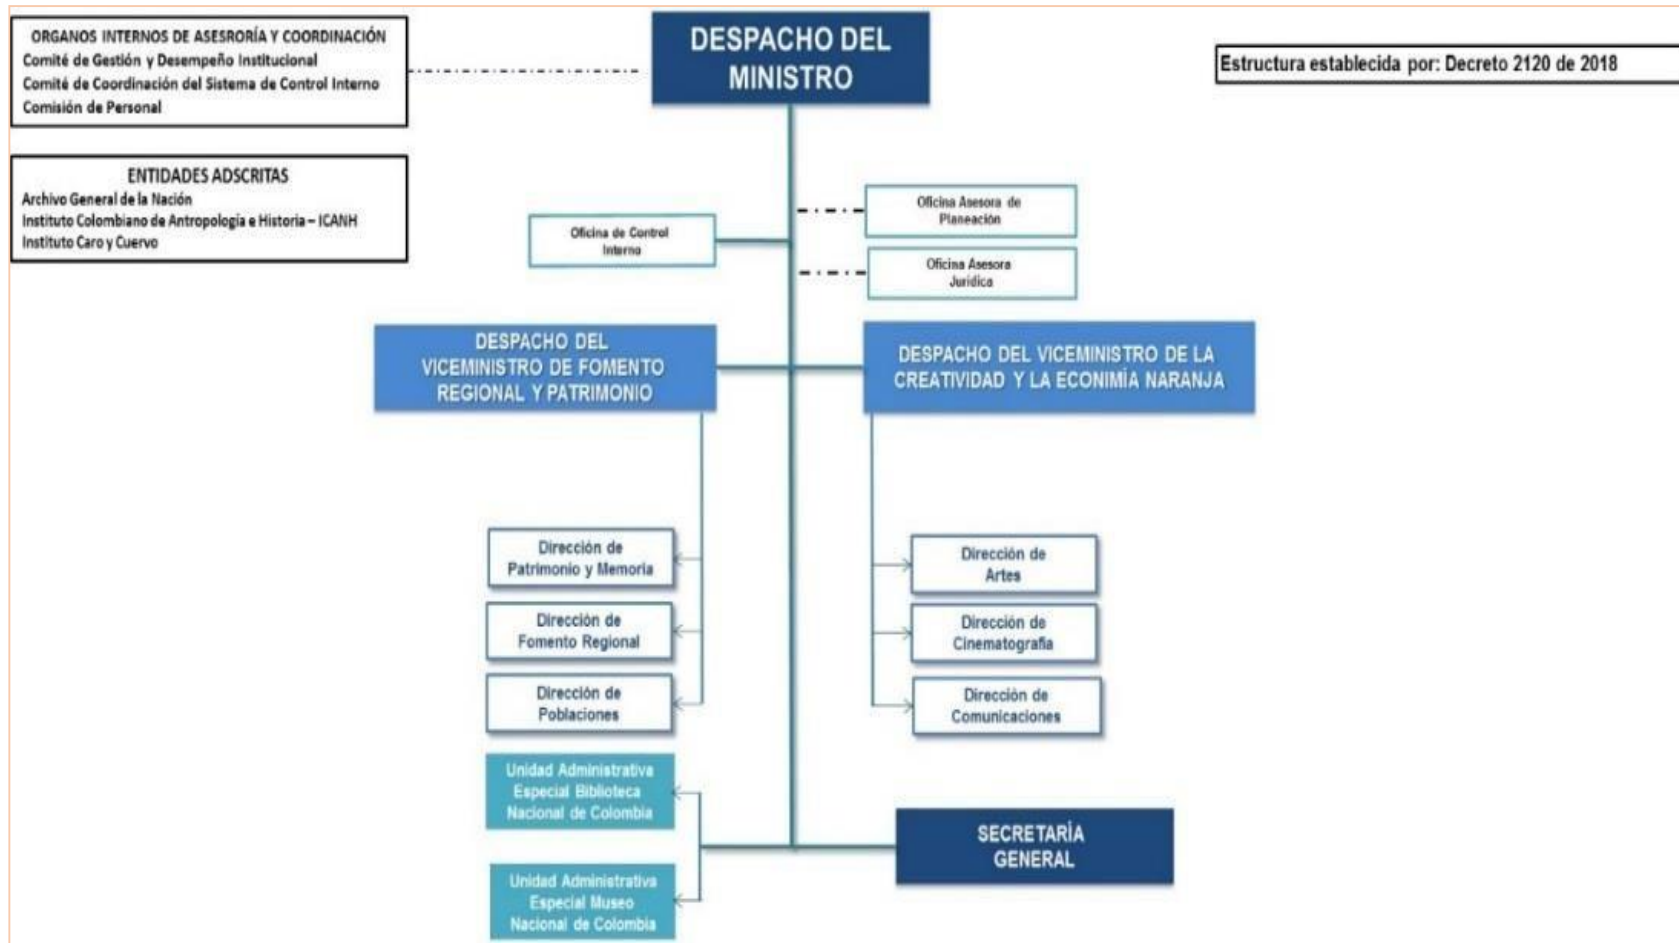 ORGANOS INTERNOS DE ASESRORÍA Y COORDINACIÓN
Comité de Gestión y Desempeño Institucional
Comité de Coordinación del Sistema de Control Interno
Comisión de Personal
DESPACHO DEL
MINISTRO
Estructura establecida por: Decreto 2120 de 2018
ENTIDADES ADSCRITAS
Archivo General de la Nación
Instituto Colombiano de Antropología e Historia – ICANH
Instituto Caro y Cuervo
Oficina de Control
Interno
Oficina Asesora de
Planeación
Oficina Asesora
Jurídica
DESPACHO DEL
VICEMINISTRO DE FOMENTO
REGIONAL Y PATRIMONIO
DESPACHO DEL VICEMINISTRO DE LA
CREATIVIDAD Y LA ECONIMÍA NARANJA
Dirección de
Patrimonio y Memoria
Dirección de
Fomento Regional
Dirección de
Poblaciones
Dirección de
Artes
Dirección de
Cinematografía
Dirección de
Comunicaciones
Unidad Administrativa
Especial Biblioteca
Nacional de Colombia
Unidad Administrativa
Especial Museo
Nacional de Colombia
SECRETARÍA
GENERAL